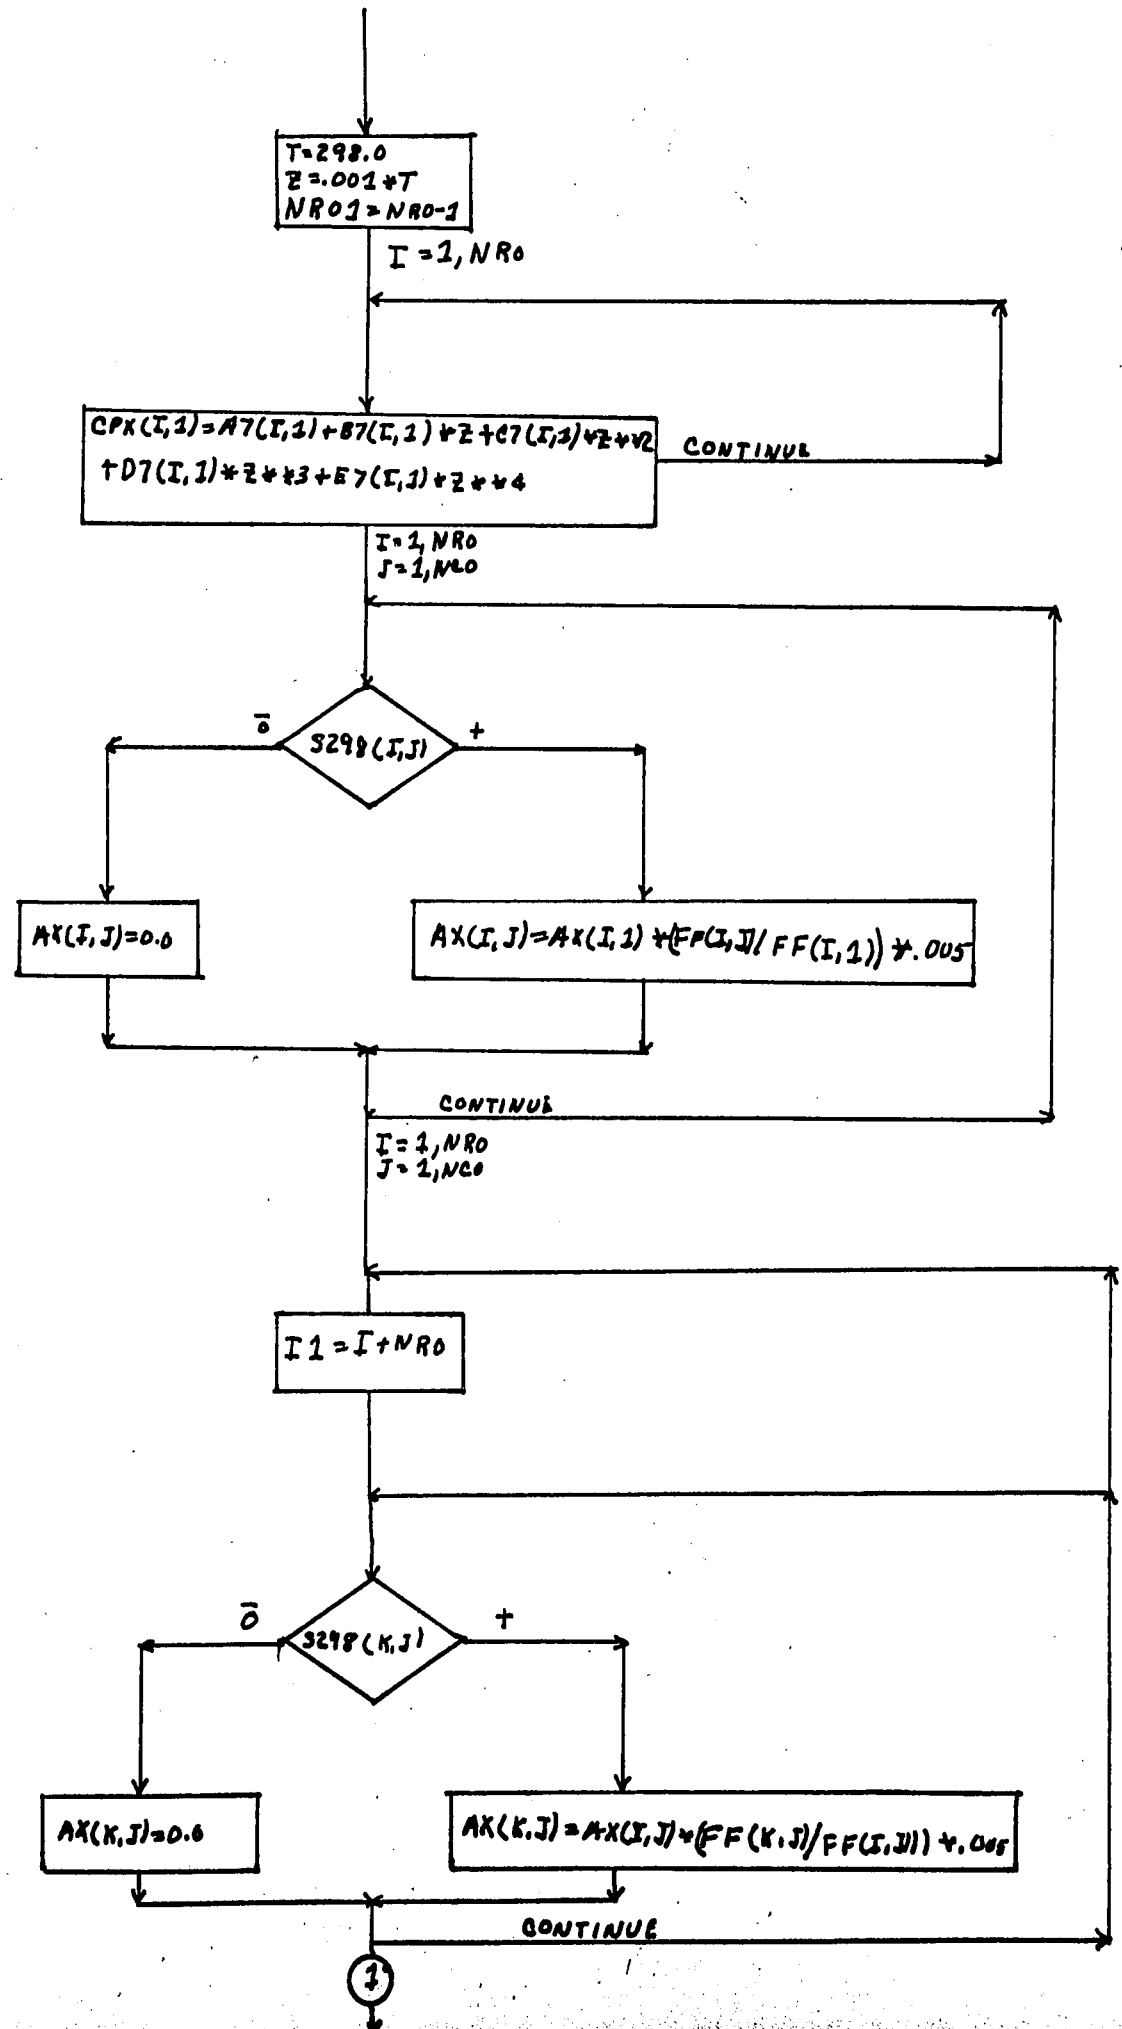 T=298.0
Z=.001*T
NRO1=NRO-1
I=1,NRO
CPX(I,1)=A7(I,1)+B7(I,1)*Z+C7(I,1)*Z**2
+D7(I,1)*Z**3+E7(I,1)*Z**4
CONTINUE
I=1,NRO
J=1,NCO
-
0
+
S298(I,J)
AX(I,J)=0.0
AX(I,J)=AX(I,1)*(FF(I,J)/FF(I,1))*.005
CONTINUE
I=1,NRO
J=1,NCO
I1=I+NRO
-
0
+
S298(K,J)
AX(K,J)=0.0
AX(K,J)=AX(I,J)*(FF(K,J)/FF(I,J))*.005
CONTINUE
1